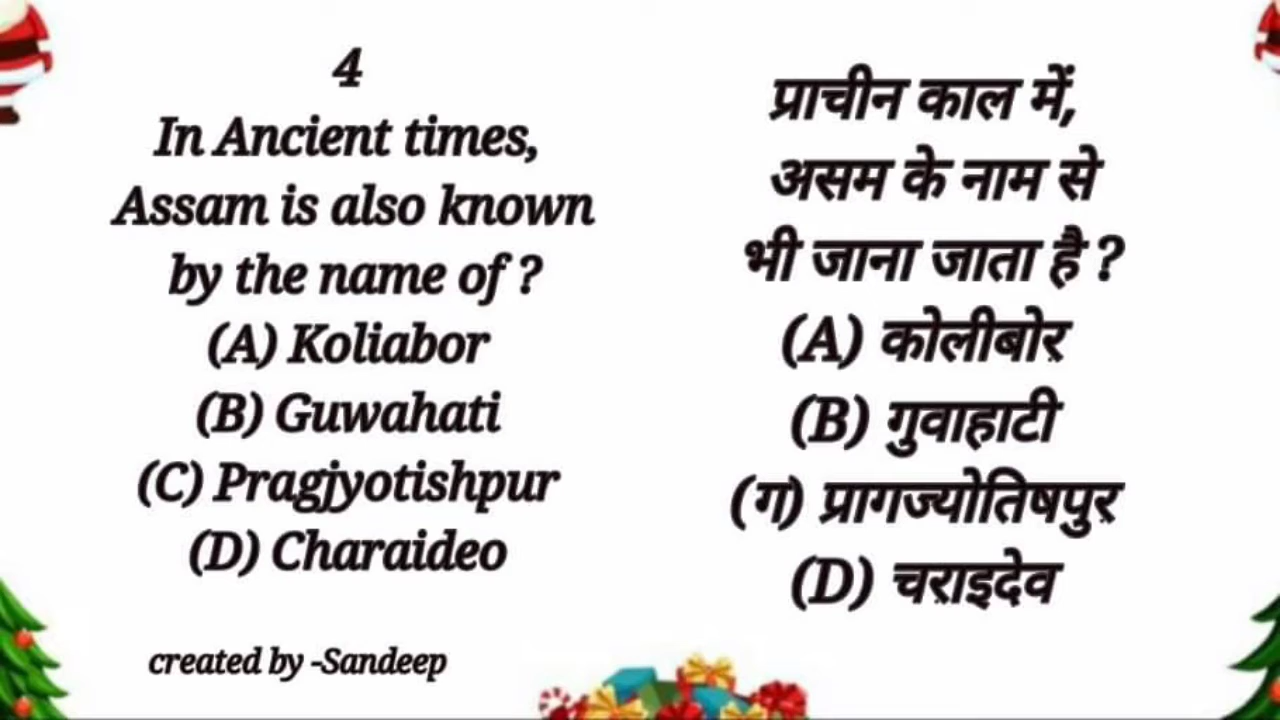 4
In Ancient times,
Assam is also known
by the name of ?
(A) Koliabor
(B) Guwahati
(C) Pragjyotishpur
(D) Charaideo
created by -Sandeep
प्राचीन काल में,
असम के नाम से
भी जाना जाता है ?
(A) कोलीबोऱ
(B) गुवाहाटी
(ग) प्रागज्योतिषपुऱ
(D) चऱाइदेव